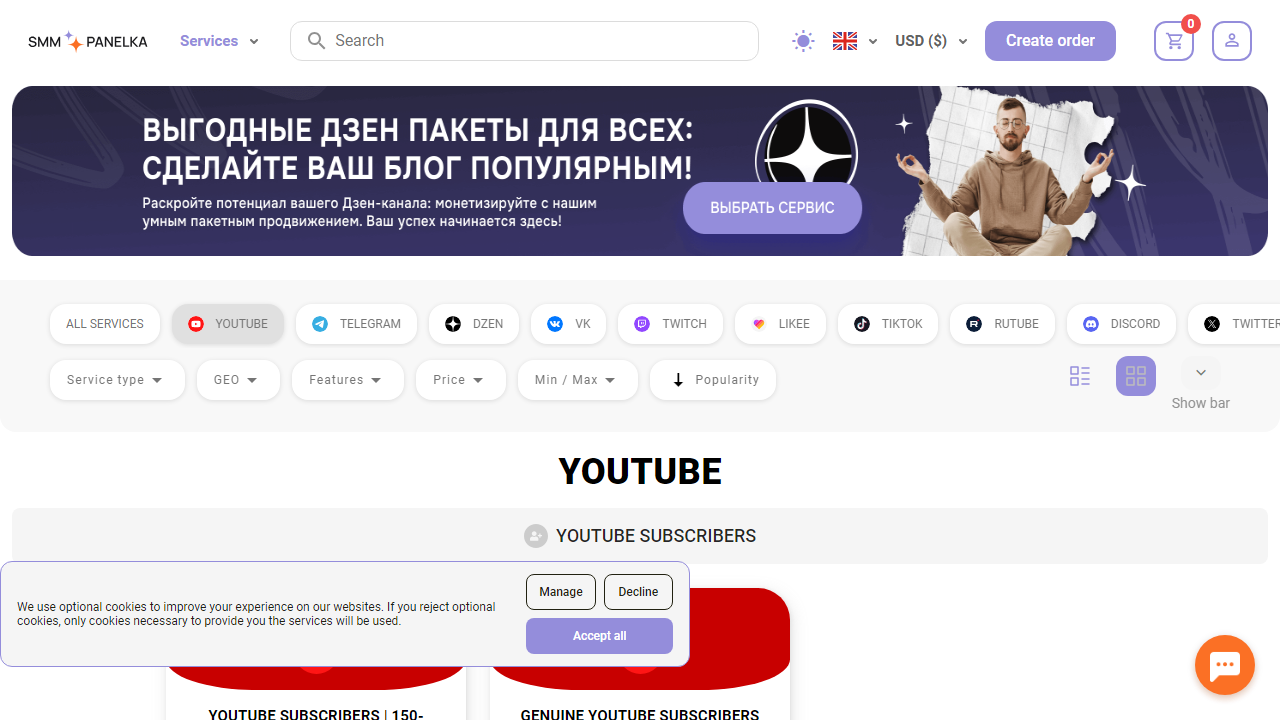 SMM PANELKA
Services
Search
USD ($)
Create order
0
ВЫГОДНЫЕ ДЗЕН ПАКЕТЫ ДЛЯ ВСЕХ:
СДЕЛАЙТЕ ВАШ БЛОГ ПОПУЛЯРНЫМ!
Раскройте потенциал вашего Дзен-канала: монетизируйте с нашим
умным пакетным продвижением. Ваш успех начинается здесь!
ВЫБРАТЬ СЕРВИС
ALL SERVICES
YOUTUBE
TELEGRAM
DZEN
VK
TWITCH
LIKEE
TIKTOK
RUTUBE
DISCORD
TWITTER
Service type
GEO
Features
Price
Min / Max
Popularity
Show bar
YOUTUBE
YOUTUBE SUBSCRIBERS
We use optional cookies to improve your experience on our websites. If you reject optional
cookies, only cookies necessary to provide you the services will be used.
Manage
Decline
Accept all
YOUTUBE SUBSCRIBERS | 150-
GENUINE YOUTUBE SUBSCRIBERS